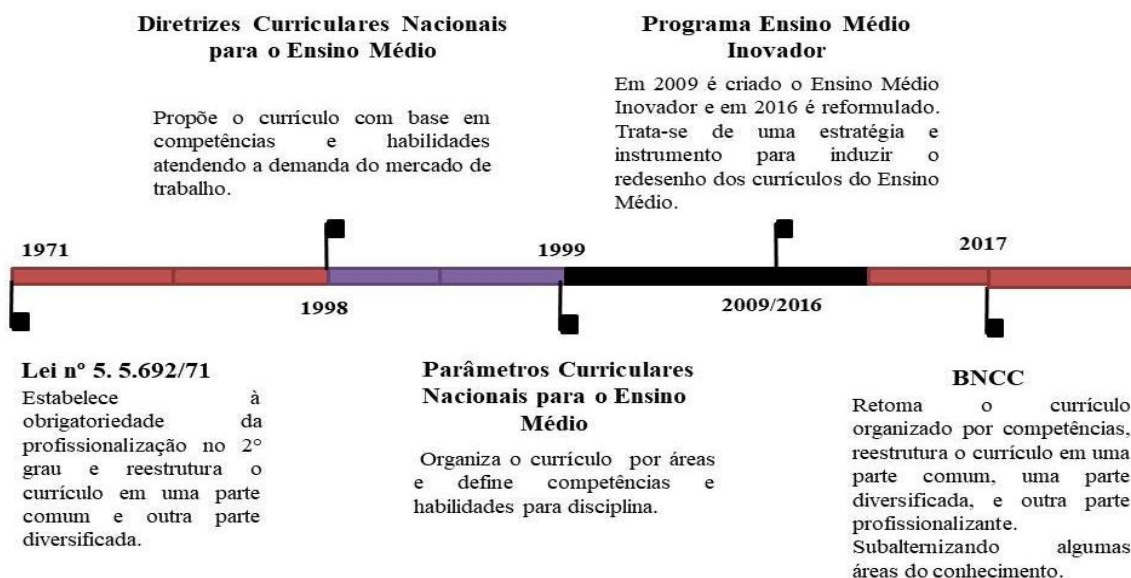 Diretrizes Curriculares Nacionais
para o Ensino Médio
Propõe o currículo com base em
competências e habilidades
atendendo a demanda do mercado de
trabalho.
Programa Ensino Médio
Inovador
Em 2009 é criado o Ensino Médio
Inovador e em 2016 é reformulado.
Trata-se de uma estratégia e
instrumento para induzir o
redesenho dos currículos do Ensino
Médio.
1971
1999
2017
1998
2009/2016
Lei nº 5. 5.692/71
Estabelece à
obrigatoriedade da
profissionalização no 2°
grau e reestrutura o
currículo em uma parte
comum e outra parte
diversificada.
Parâmetros Curriculares
Nacionais para o Ensino
Médio
Organiza o currículo por áreas
e define competências e
habilidades para disciplina.
BNCC
Retoma o currículo
organizado por competências,
reestrutura o currículo em uma
parte comum, uma parte
diversificada, e outra parte
profissionalizante.
Subalternizando algumas
áreas do conhecimento.